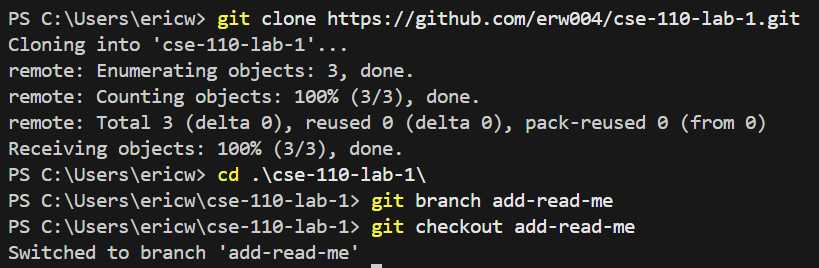 PS C:\Users\ericw> git clone https://github.com/erw004/cse-110-lab-1.git
Cloning into 'cse-110-lab-1'...
remote: Enumerating objects: 3, done.
remote: Counting objects: 100% (3/3), done.
remote: Total 3 (delta 0), reused 0 (delta 0), pack-reused 0 (from 0)
Receiving objects: 100% (3/3), done.
PS C:\Users\ericw> cd .\cse-110-lab-1\
PS C:\Users\ericw\cse-110-lab-1> git branch add-read-me
PS C:\Users\ericw\cse-110-lab-1> git checkout add-read-me
Switched to branch 'add-read-me'